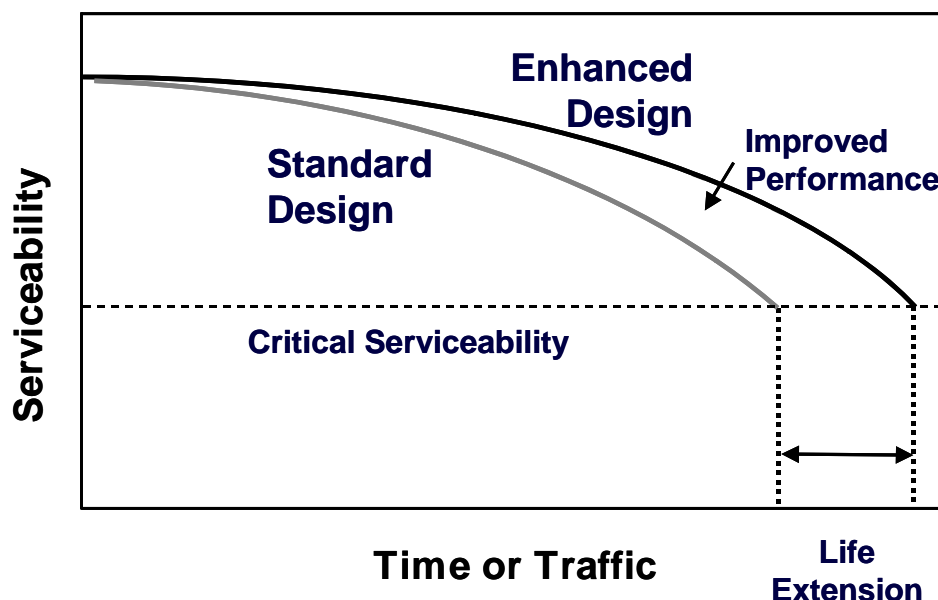 Enhanced
Design
Improved
Performance
Standard
Design
Serviceability
Critical Serviceability
Time or Traffic
Life
Extension